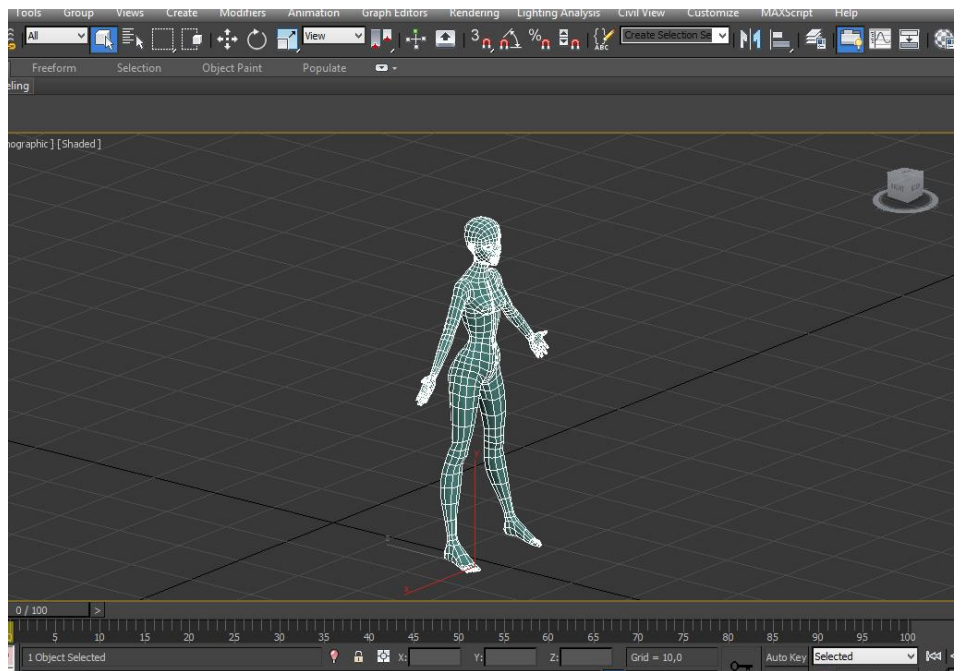 Tools Group Views Create Modifiers Animation Graph Editors Rendering Lighting Analysis Civil View Customize MAXScript Help
All View 3 % ABC Create Selection Se
Freeform Selection Object Paint Populate
eling
nographic ] [ Shaded ]
0 / 100 >
5 10 15 20 25 30 35 40 45 50 55 60 65 70 75 80 85 90 95 100
1 Object Selected X: Y: Z: Grid = 10,0 Auto Key Selected